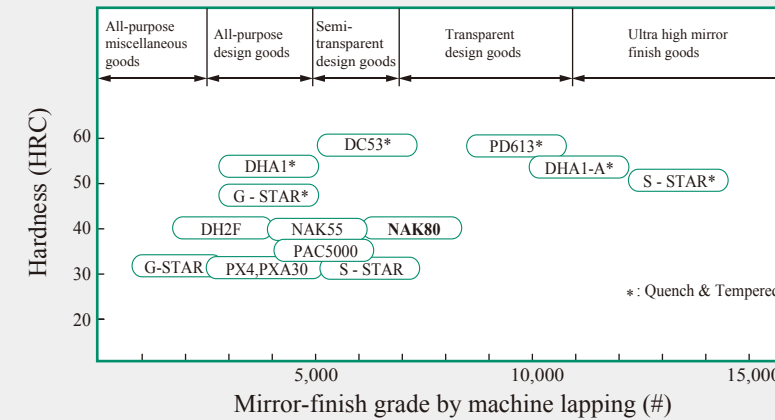 All-purpose
miscellaneous
goods
All-purpose
design goods
Semi-
transparent
design goods
Transparent
design goods
Ultra high mirror
finish goods
Hardness (HRC)
60
50
40
30
20
DC53*
PD613*
DHA1*
DHA1-A*
S - STAR*
G - STAR*
DH2F
NAK55
NAK80
PAC5000
G-STAR
PX4,PXA30
S - STAR
*: Quench & Tempered
5,000
10,000
15,000
Mirror-finish grade by machine lapping (#)